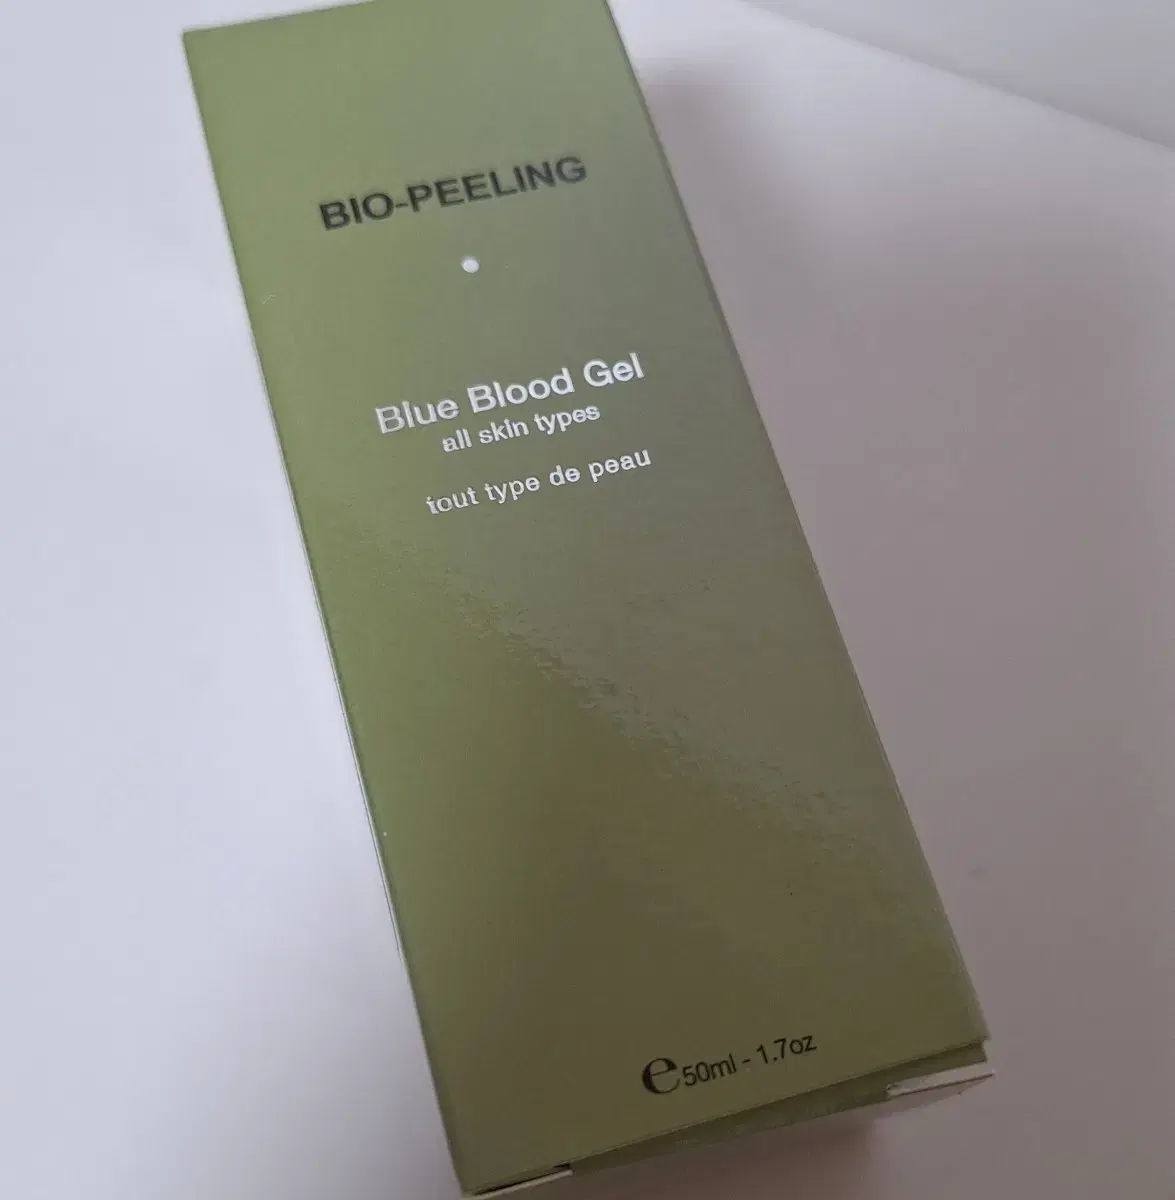 BIO-PEELING
Blue Blood Gel
all skin types
tout type de peau
℮50ml - 1.7oz